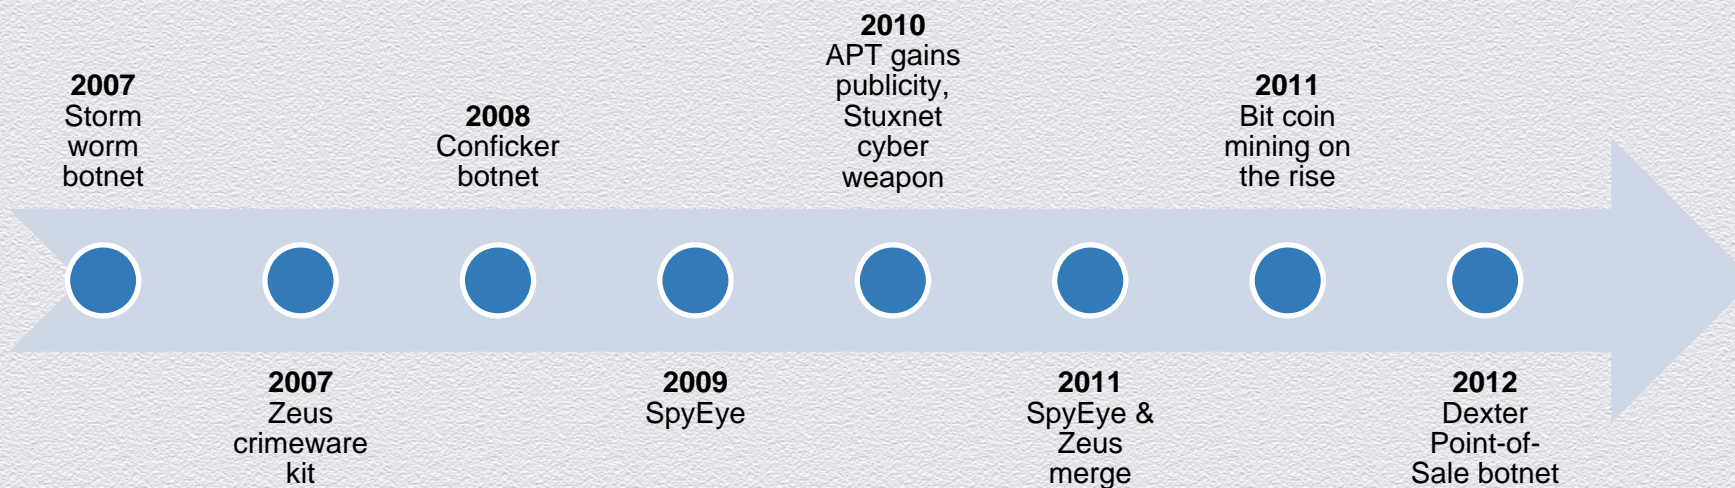 2007
Storm
worm
botnet
2007
Zeus
crimeware
kit
2008
Conficker
botnet
2009
SpyEye
2010
APT gains
publicity,
Stuxnet
cyber
weapon
2011
SpyEye &
Zeus
merge
2011
Bit coin
mining on
the rise
2012
Dexter
Point-of-
Sale botnet